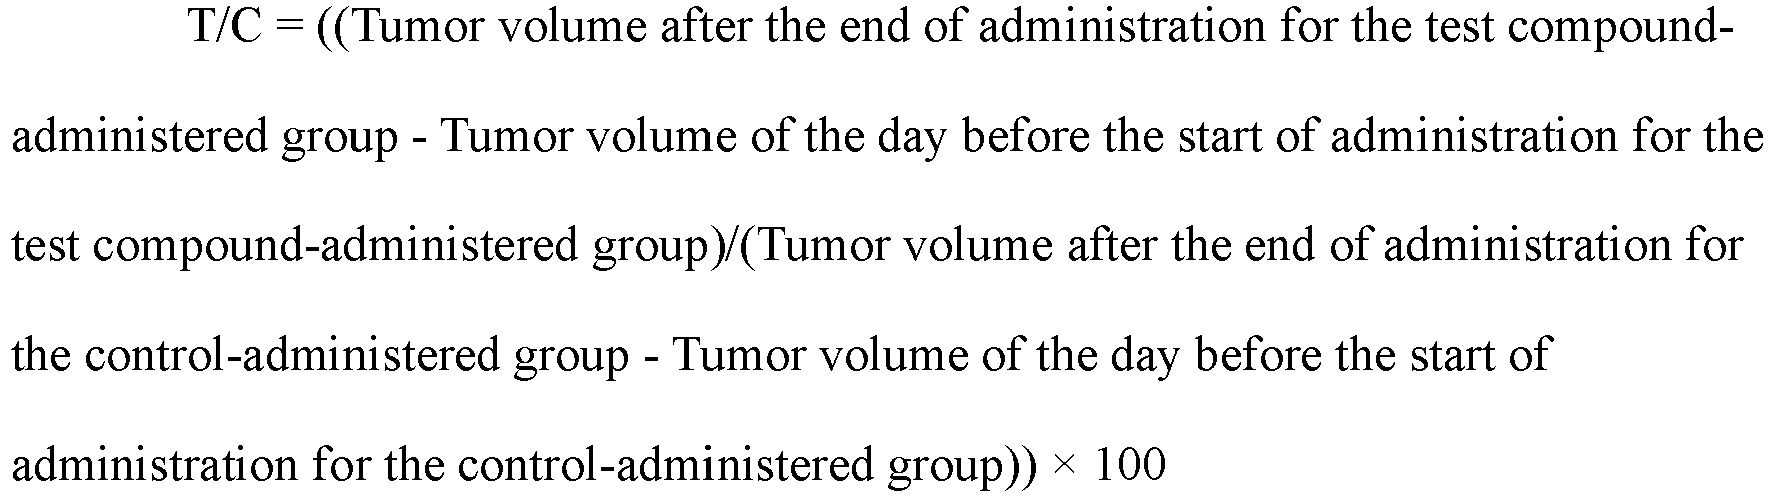 T/C = ((Tumor volume after the end of administration for the test compound-
administered group - Tumor volume of the day before the start of administration for the
test compound-administered group)/(Tumor volume after the end of administration for
the control-administered group - Tumor volume of the day before the start of
administration for the control-administered group)) × 100